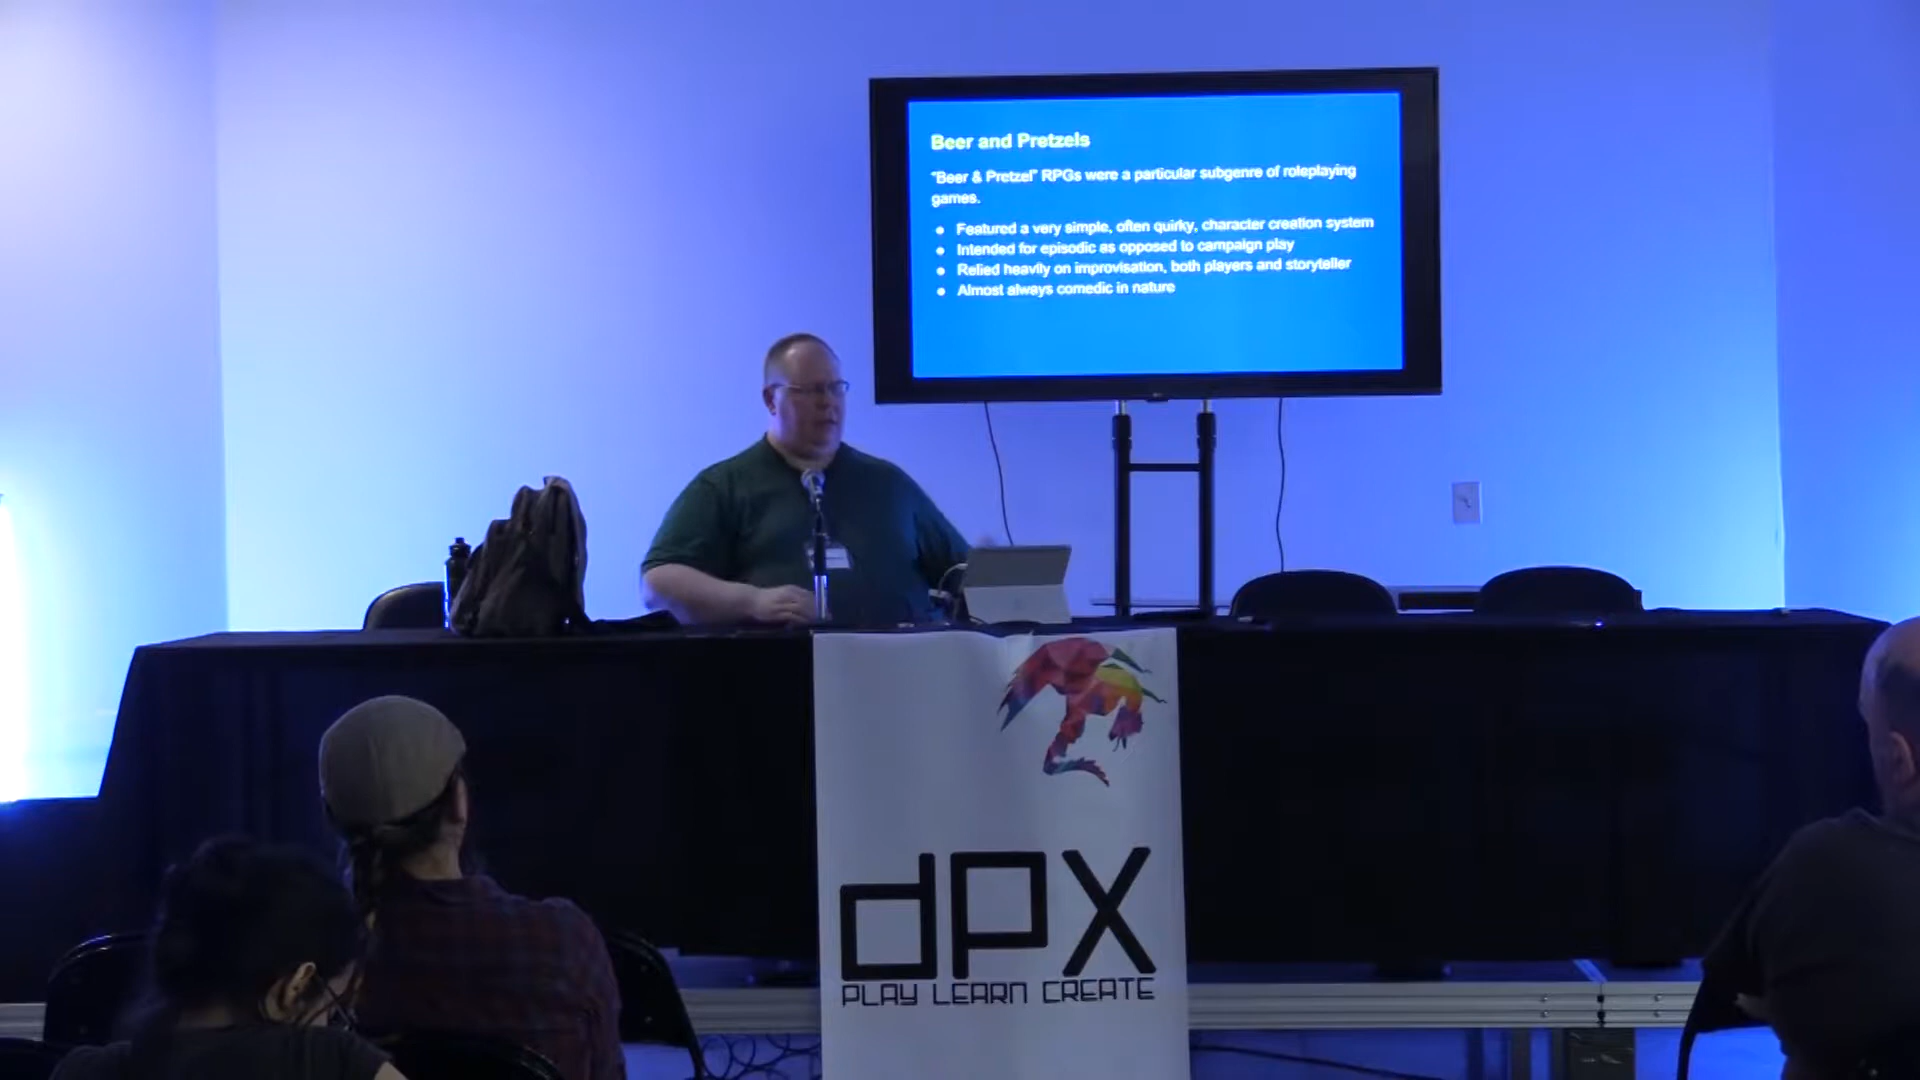 Beer and Pretzels
“Beer & Pretzel” RPGs were a particular subgenre of roleplaying
games.
● Featured a very simple, often quirky, character creation system
● Intended for episodic as opposed to campaign play
● Relied heavily on improvisation, both players and storyteller
● Almost always comedic in nature
dPX
PLAY LEARN CREATE